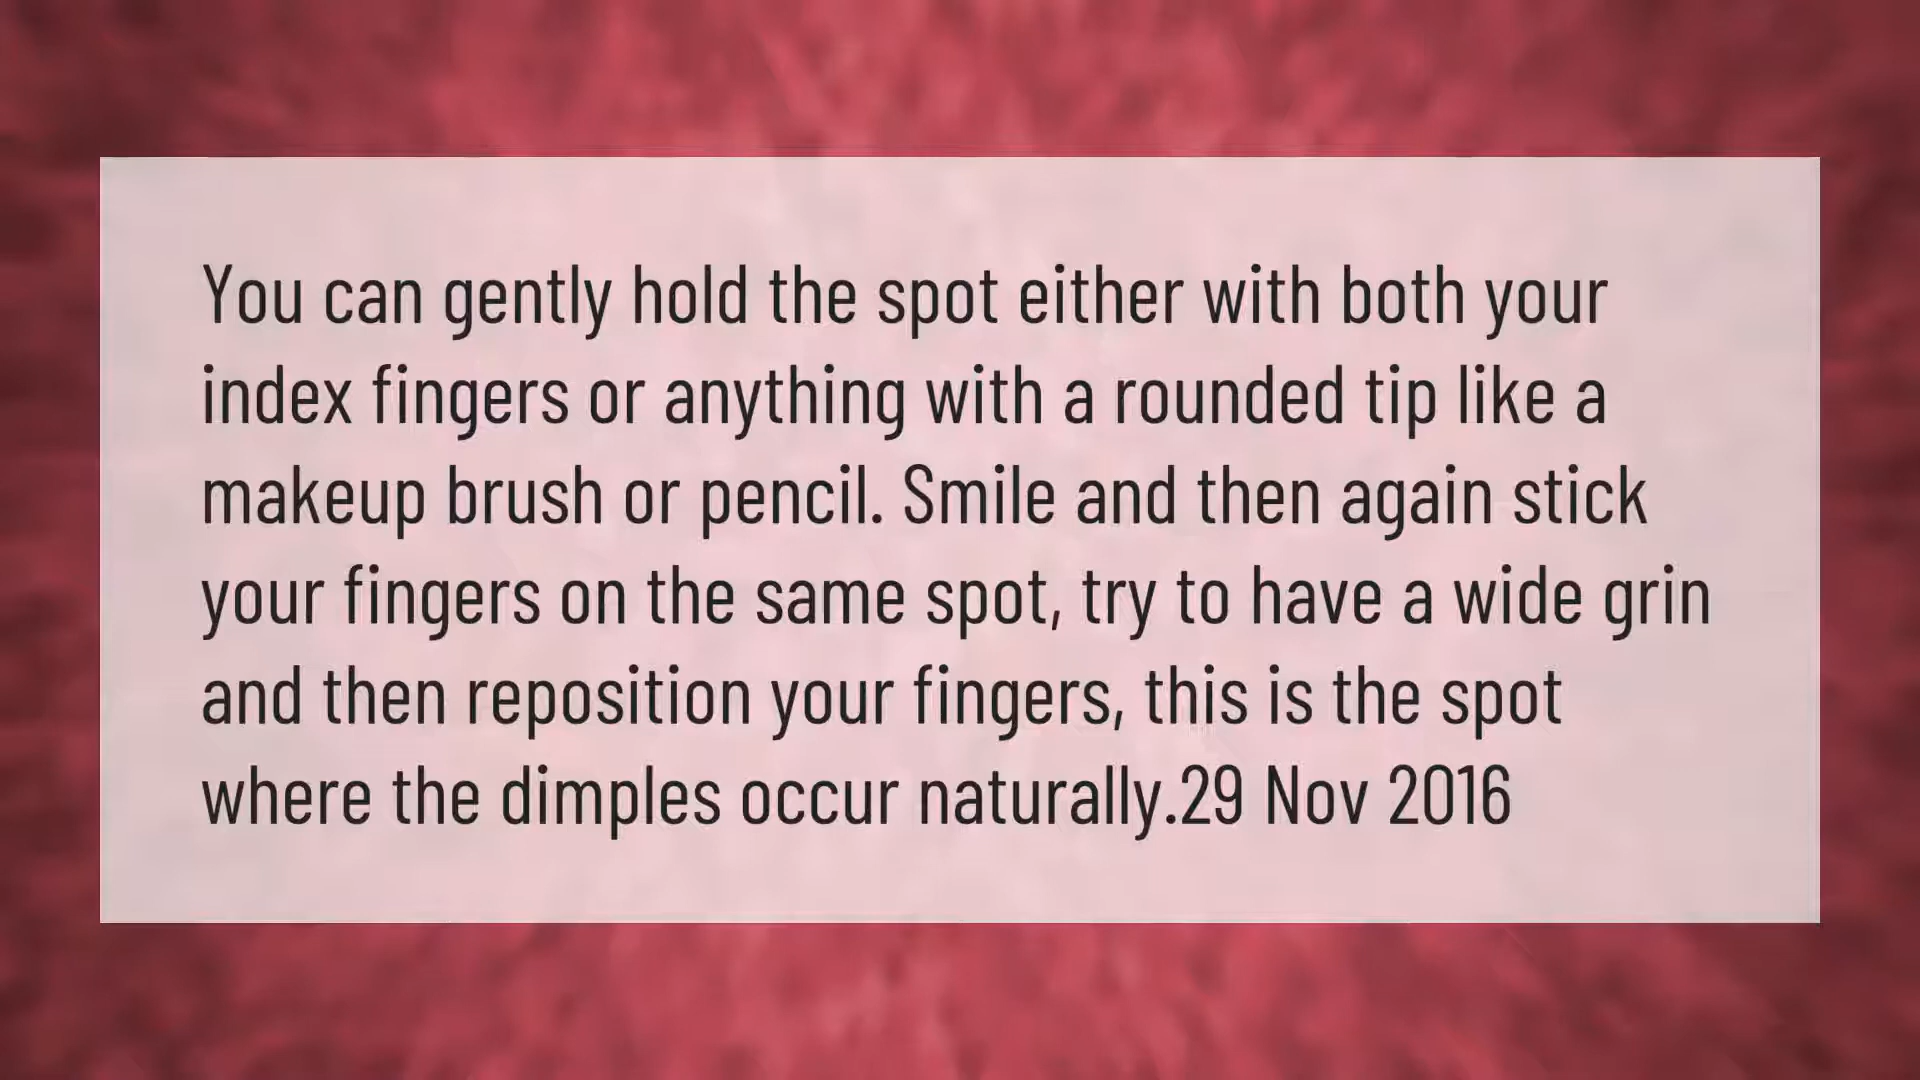 You can gently hold the spot either with both your
index fingers or anything with a rounded tip like a
makeup brush or pencil. Smile and then again stick
your fingers on the same spot, try to have a wide grin
and then reposition your fingers, this is the spot
where the dimples occur naturally.29 Nov 2016